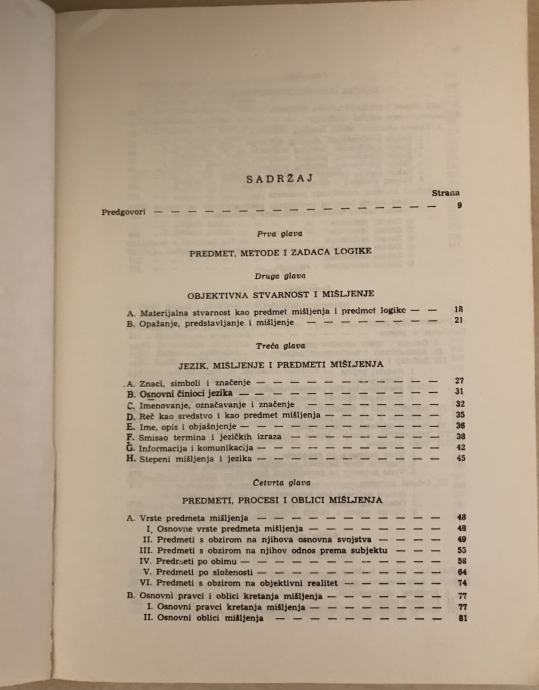 SADRŽAJ
Strana
Predgovori — — — — — — — — — — — — — — — — — 9
Prva glava
PREDMET, METODE I ZADACA LOGIKE
Druga glava
OBJEKTIVNA STVARNOST I MIŠLJENJE
A. Materijalna stvarnost kao predmet mišljenja i predmet logike — — 18
B. Opažanje, predstavljanje i mišljenje — — — — — — — — 21
Treća glava
JEZIK, MIŠLJENJE I PREDMETI MIŠLJENJA
A. Znaci, simboli i značenje — — — — — — — — — — — 27
B. Osnovni činioci jezika — — — — — — — — — — — — 31
C. Imenovanje, označavanje i značenje — — — — — — — — 32
D. Reč kao sredstvo i kao predmet mišljenja — — — — — — — 35
E. Ime, opis i objašnjenje — — — — — — — — — — — — 36
F. Smisao termina i jezičkih izraza — — — — — — — — — 38
G. Informacija i komunikacija — — — — — — — — — — — 42
H. Stepeni mišljenja i jezika — — — — — — — — — — — 45
Četvrta glava
PREDMETI, PROCESI I OBLICI MIŠLJENJA
A. Vrste predmeta mišljenja — — — — — — — — — — — 48
I. Osnovne vrste predmeta mišljenja — — — — — — — — 48
II. Predmeti s obzirom na njihova osnovna svojstva — — — — 49
III. Predmeti s obzirom na njihov odnos prema subjektu — — — 55
IV. Predmeti po obimu — — — — — — — — — — — — 58
V. Predmeti po složenosti — — — — — — — — — — — 64
VI. Predmeti s obzirom na objektivni realitet — — — — — — 74
B. Osnovni pravci i oblici kretanja mišljenja — — — — — — — 77
I. Osnovni pravci kretanja mišljenja — — — — — — — — 77
II. Osnovni oblici mišljenja — — — — — — — — — — 81